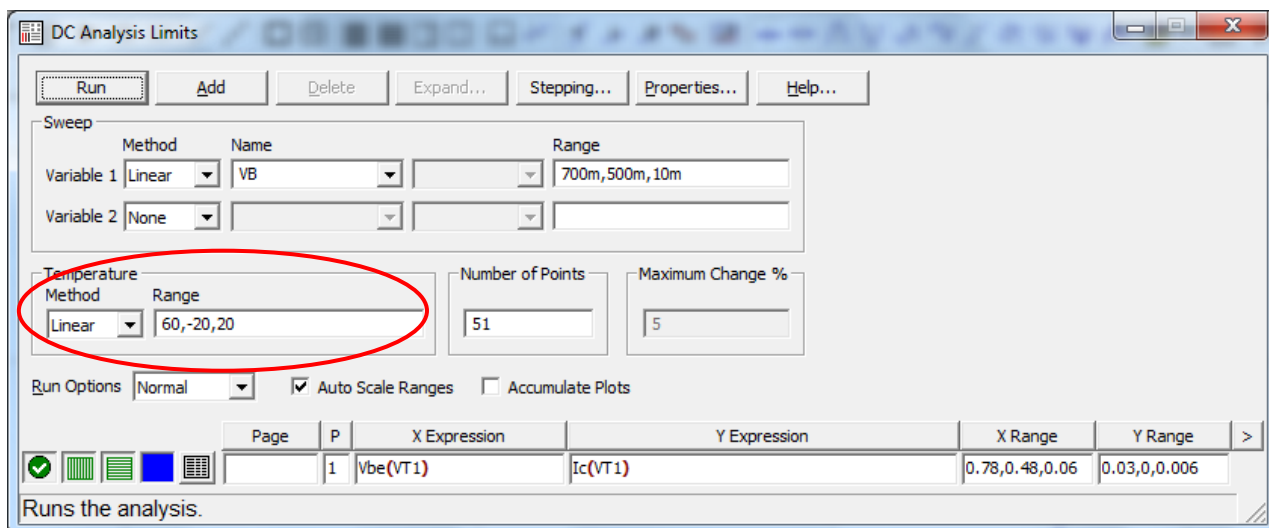 DC Analysis Limits
Run Add Delete Expand... Stepping... Properties... Help...
Sweep
Method Name Range
Variable 1 Linear VB 700m,500m,10m
Variable 2 None
Temperature Number of Points Maximum Change %
Method Range
Linear 60,-20,20 51 5
Run Options Normal Auto Scale Ranges Accumulate Plots
Page P X Expression Y Expression X Range Y Range >
1 Vbe(VT1) Ic(VT1) 0.78,0.48,0.06 0.03,0,0.006
Runs the analysis.